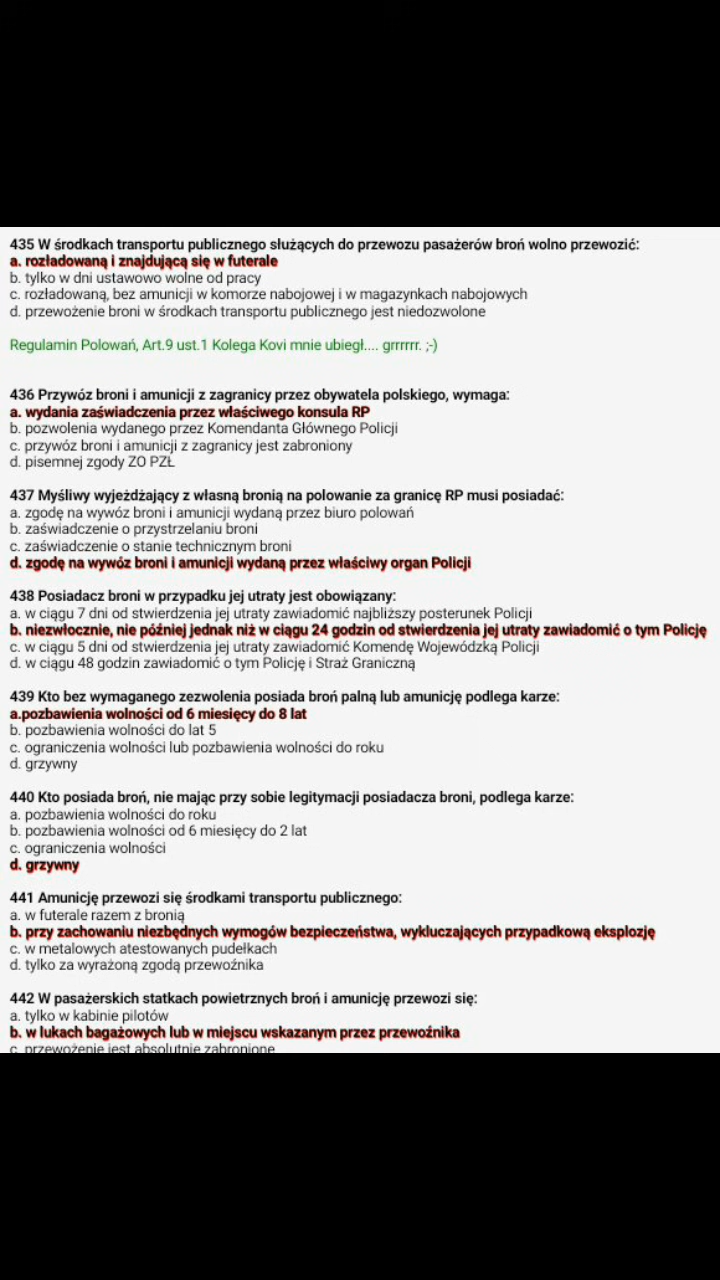 435 W środkach transportu publicznego służących do przewozu pasażerów broń wolno przewozić:
a. rozładowaną i znajdującą się w futerale
b. tylko w dni ustawowo wolne od pracy
c. rozładowaną, bez amunicji w komorze nabojowej i w magazynkach nabojowych
d. przewożenie broni w środkach transportu publicznego jest niedozwolone
Regulamin Polowań, Art.9 ust.1 Kolega Kovi mnie ubiegł.... grrrrrr. ;-)
436 Przywóz broni i amunicji z zagranicy przez obywatela polskiego, wymaga:
a. wydania zaświadczenia przez właściwego konsula RP
b. pozwolenia wydanego przez Komendanta Głównego Policji
c. przywóz broni i amunicji z zagranicy jest zabroniony
d. pisemnej zgody ZO PZŁ
437 Myśliwy wyjeżdżający z własną bronią na polowanie za granicę RP musi posiadać:
a. zgodę na wywóz broni i amunicji wydaną przez biuro polowań
b. zaświadczenie o przystrzelaniu broni
c. zaświadczenie o stanie technicznym broni
d. zgodę na wywóz broni i amunicji wydaną przez właściwy organ Policji
438 Posiadacz broni w przypadku jej utraty jest obowiązany:
a. w ciągu 7 dni od stwierdzenia jej utraty zawiadomić najbliższy posterunek Policji
b. niezwłocznie, nie później jednak niż w ciągu 24 godzin od stwierdzenia jej utraty zawiadomić o tym Policję
c. w ciągu 5 dni od stwierdzenia jej utraty zawiadomić Komendę Wojewódzką Policji
d. w ciągu 48 godzin zawiadomić o tym Policję i Straż Graniczną
439 Kto bez wymaganego zezwolenia posiada broń palną lub amunicję podlega karze:
a.pozbawienia wolności od 6 miesięcy do 8 lat
b. pozbawienia wolności do lat 5
c. ograniczenia wolności lub pozbawienia wolności do roku
d. grzywny
440 Kto posiada broń, nie mając przy sobie legitymacji posiadacza broni, podlega karze:
a. pozbawienia wolności do roku
b. pozbawienia wolności od 6 miesięcy do 2 lat
c. ograniczenia wolności
d. grzywny
441 Amunicję przewozi się środkami transportu publicznego:
a. w futerale razem z bronią
b. przy zachowaniu niezbędnych wymogów bezpieczeństwa, wykluczających przypadkową eksplozję
c. w metalowych atestowanych pudełkach
d. tylko za wyrażoną zgodą przewoźnika
442 W pasażerskich statkach powietrznych broń i amunicję przewozi się:
a. tylko w kabinie pilotów
b. w lukach bagażowych lub w miejscu wskazanym przez przewoźnika
c. przewożenie jest absolutnie zabronione